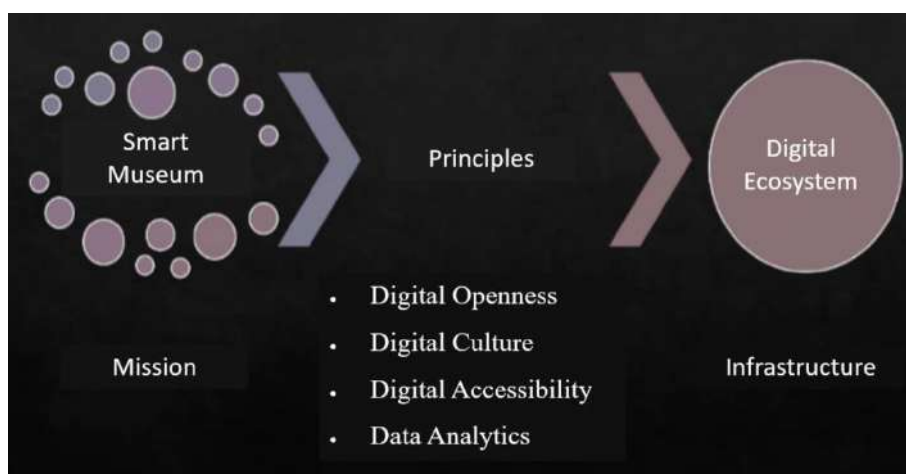 Smart
Museum
Principles
Digital
Ecosystem
• Digital Openness
• Digital Culture
• Digital Accessibility
• Data Analytics
Mission
Infrastructure